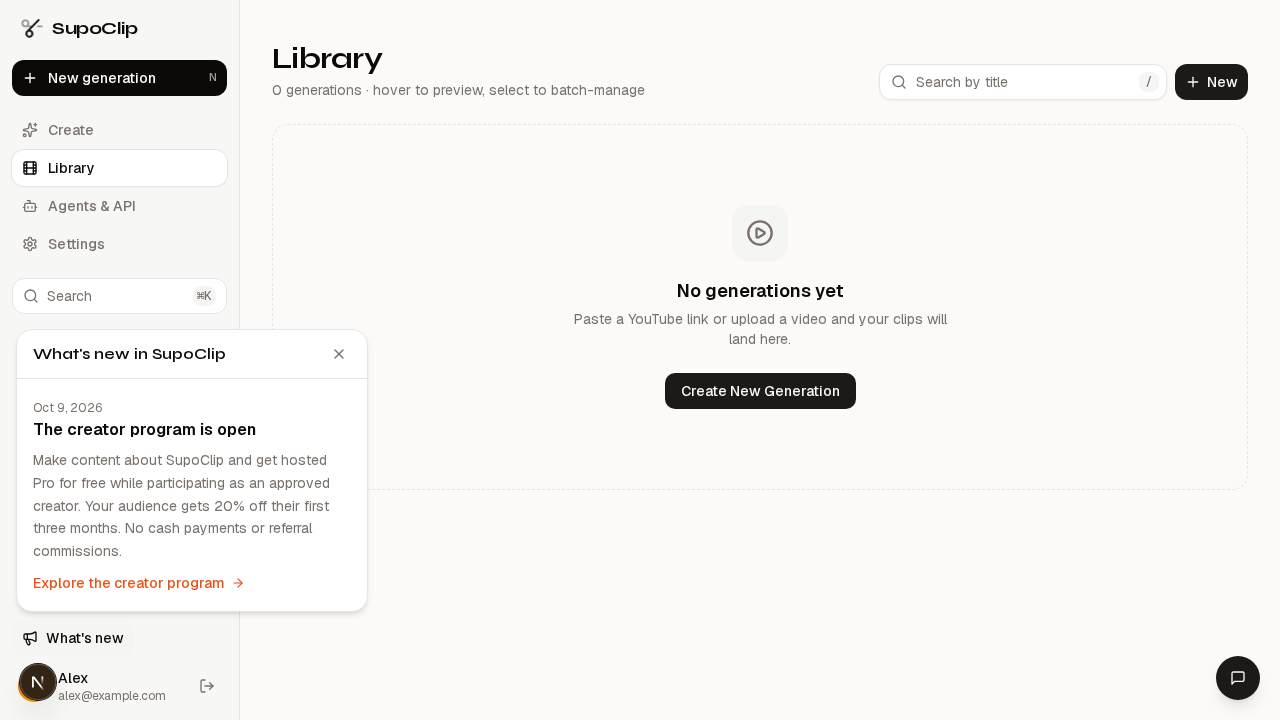 SupoClip
New generation N
Create
Library
Agents & API
Settings
Search ⌘K
Library
0 generations · hover to preview, select to batch-manage
Search by title /
New
No generations yet
Paste a YouTube link or upload a video and your clips will
land here.
Create New Generation
What's new in SupoClip
Oct 9, 2026
The creator program is open
Make content about SupoClip and get hosted
Pro for free while participating as an approved
creator. Your audience gets 20% off their first
three months. No cash payments or referral
commissions.
Explore the creator program →
What's new
N
Alex
alex@example.com